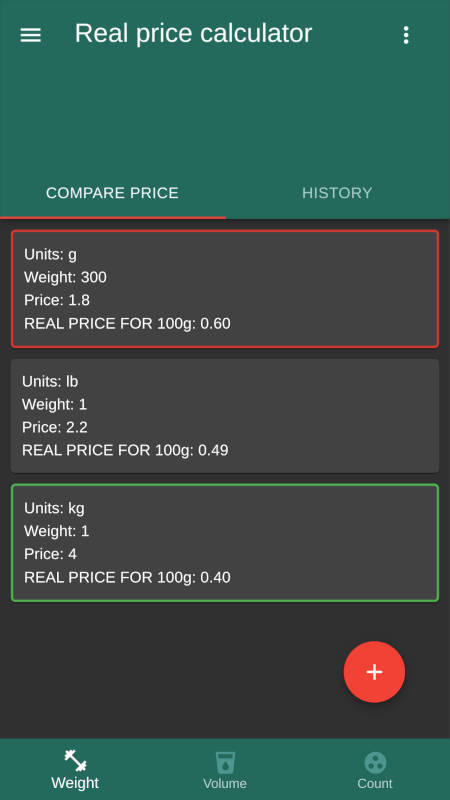 Real price calculator
COMPARE PRICE
HISTORY
Units: g
Weight: 300
Price: 1.8
REAL PRICE FOR 100g: 0.60
Units: lb
Weight: 1
Price: 2.2
REAL PRICE FOR 100g: 0.49
Units: kg
Weight: 1
Price: 4
REAL PRICE FOR 100g: 0.40
Weight
Volume
Count